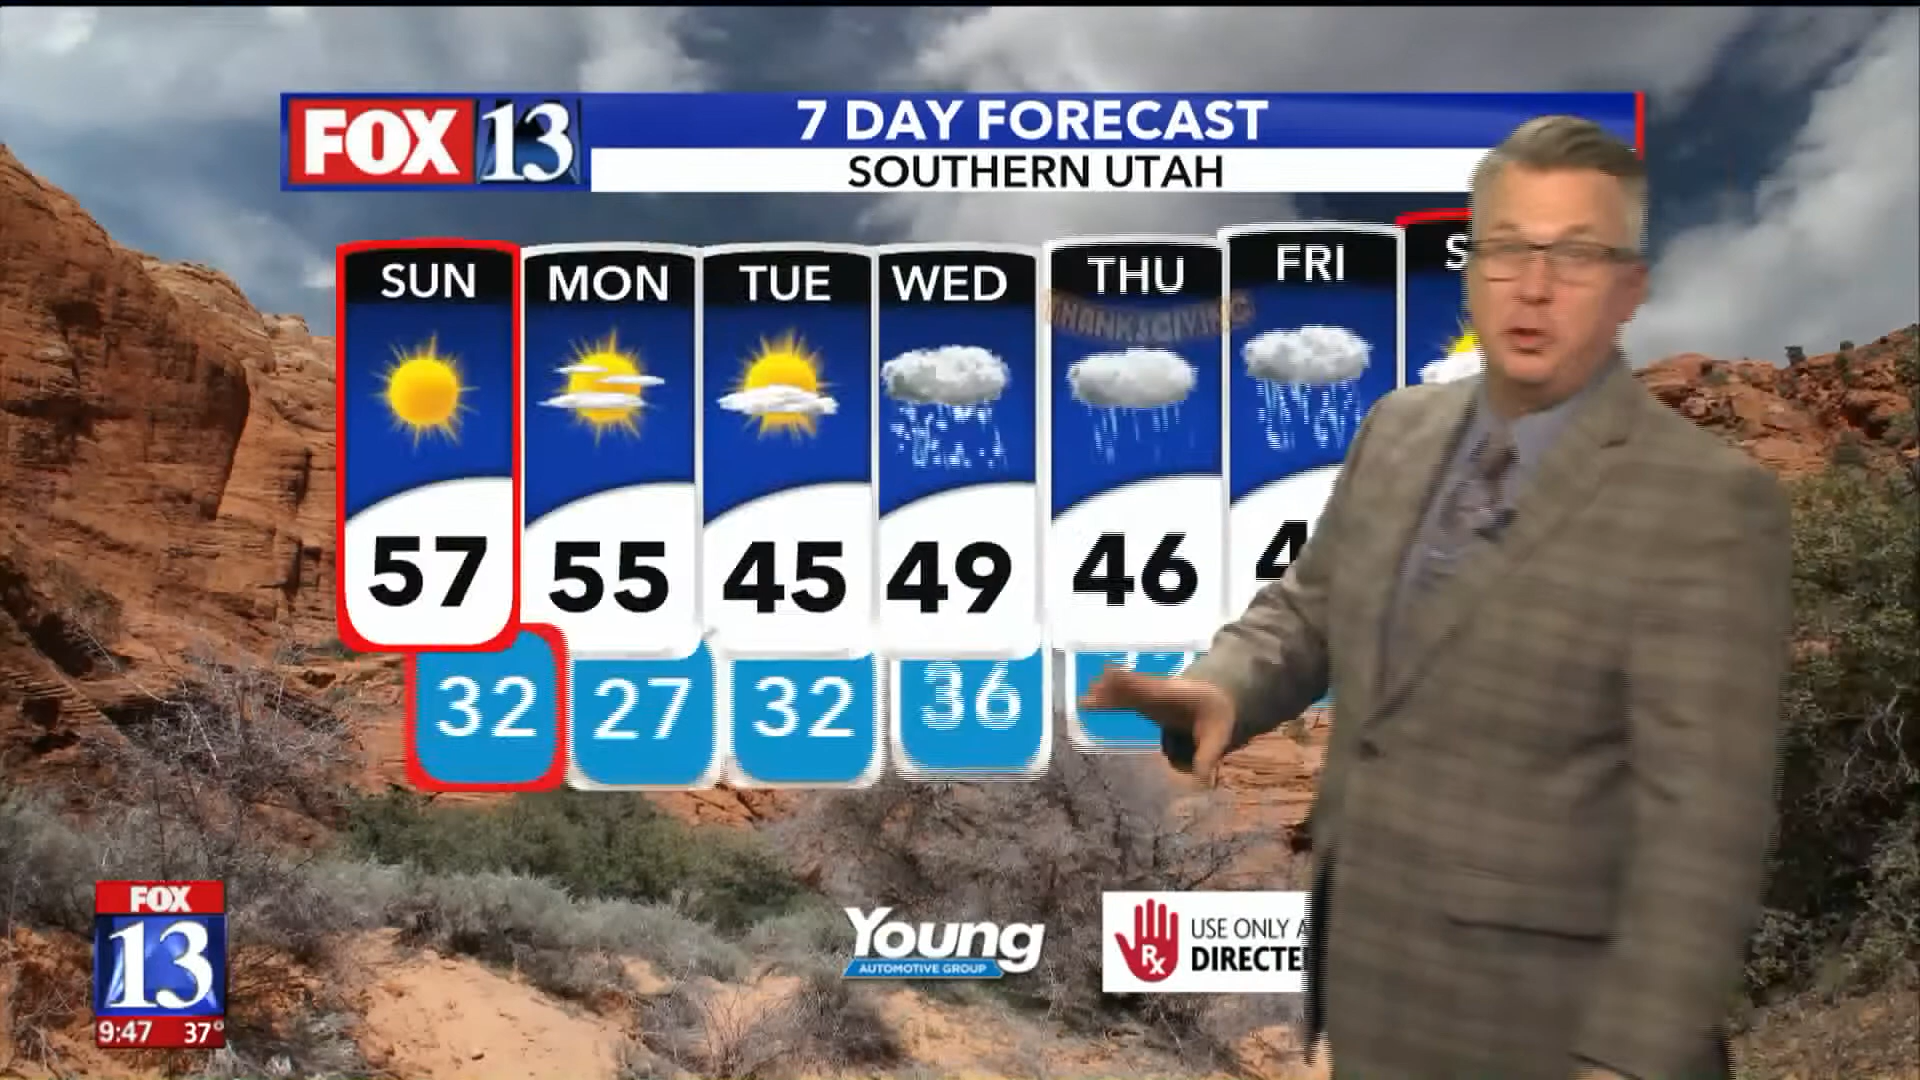 FOX 13
7 DAY FORECAST
SOUTHERN UTAH
SUN
MON
TUE
WED
THU
FRI
THANKSGIVING
57
55
45
49
46
32
27
32
36
Young
AUTOMOTIVE GROUP
Rx
USE ONLY
FOX
13
9:47 37°